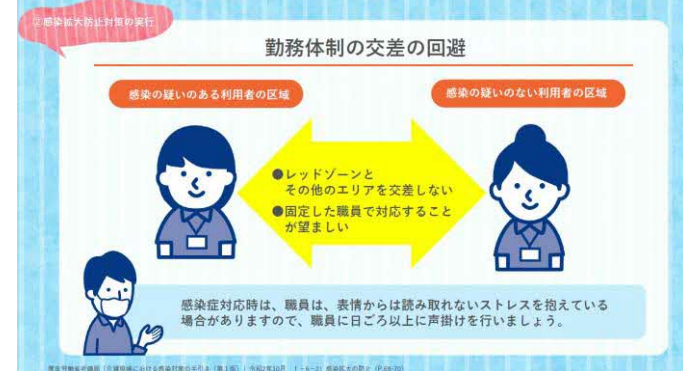 ②感染拡大防止対策の実行
勤務体制の交差の回避
感染の疑いのある利用者の区域
感染の疑いのない利用者の区域
●レッドゾーンと
その他のエリアを交差しない
●固定した職員で対応すること
が望ましい
感染症対応時は、職員は、表情からは読み取れないストレスを抱えている
場合がありますので、職員に日ごろ以上に声掛けを行いましょう。